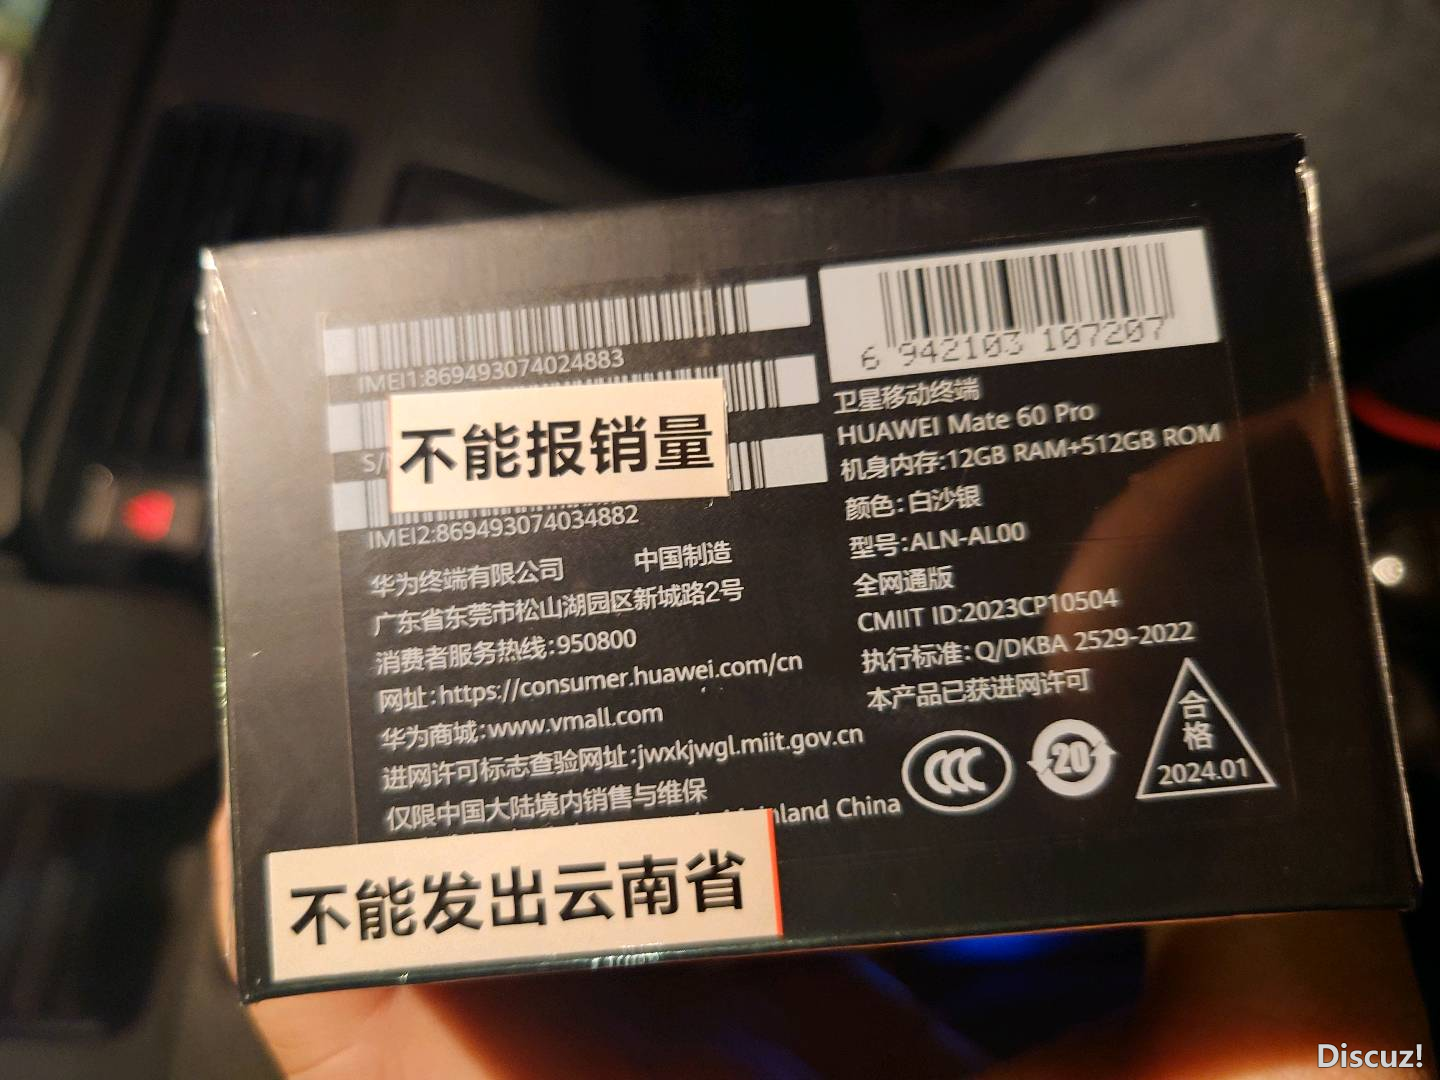 IMEI1:869493074024883
不能报销量
S/N
IMEI2:869493074034882
华为终端有限公司 中国制造
广东省东莞市松山湖园区新城路2号
消费者服务热线:950800
网址:https://consumer.huawei.com/cn
华为商城:www.vmall.com
进网许可标志查验网址:jwxkjwgl.miit.gov.cn
仅限中国大陆境内销售与维保
China
不能发出云南省
6 942103 107207
卫星移动终端
HUAWEI Mate 60 Pro
机身内存:12GB RAM+512GB ROM
颜色:白沙银
型号:ALN-AL00
全网通版
CMIIT ID:2023CP10504
执行标准:Q/DKBA 2529-2022
本产品已获进网许可
CCC
20
合格
2024.01
Discuz!